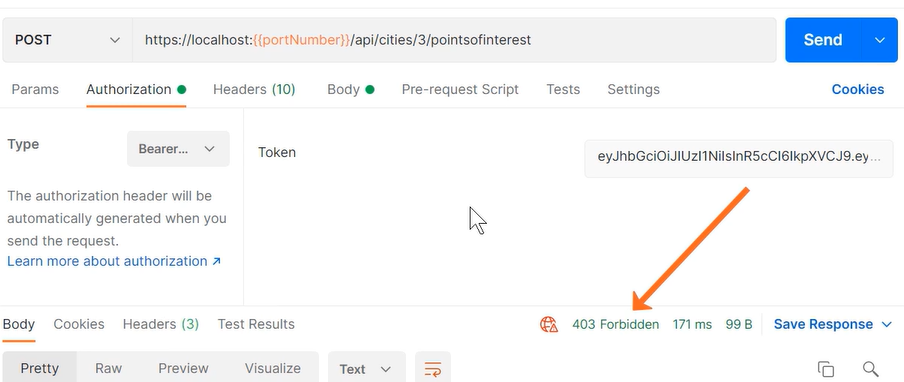 POST https://localhost:{{portNumber}}/api/cities/3/pointsofinterest Send
Params Authorization Headers (10) Body Pre-request Script Tests Settings Cookies
Type Bearer... Token eyJhbGciOiJIUzI1NiIsInR5cCI6IkpXVCJ9.ey...
The authorization header will be
automatically generated when you
send the request.
Learn more about authorization ↗
Body Cookies Headers (3) Test Results 403 Forbidden 171 ms 99 B Save Response
Pretty Raw Preview Visualize Text